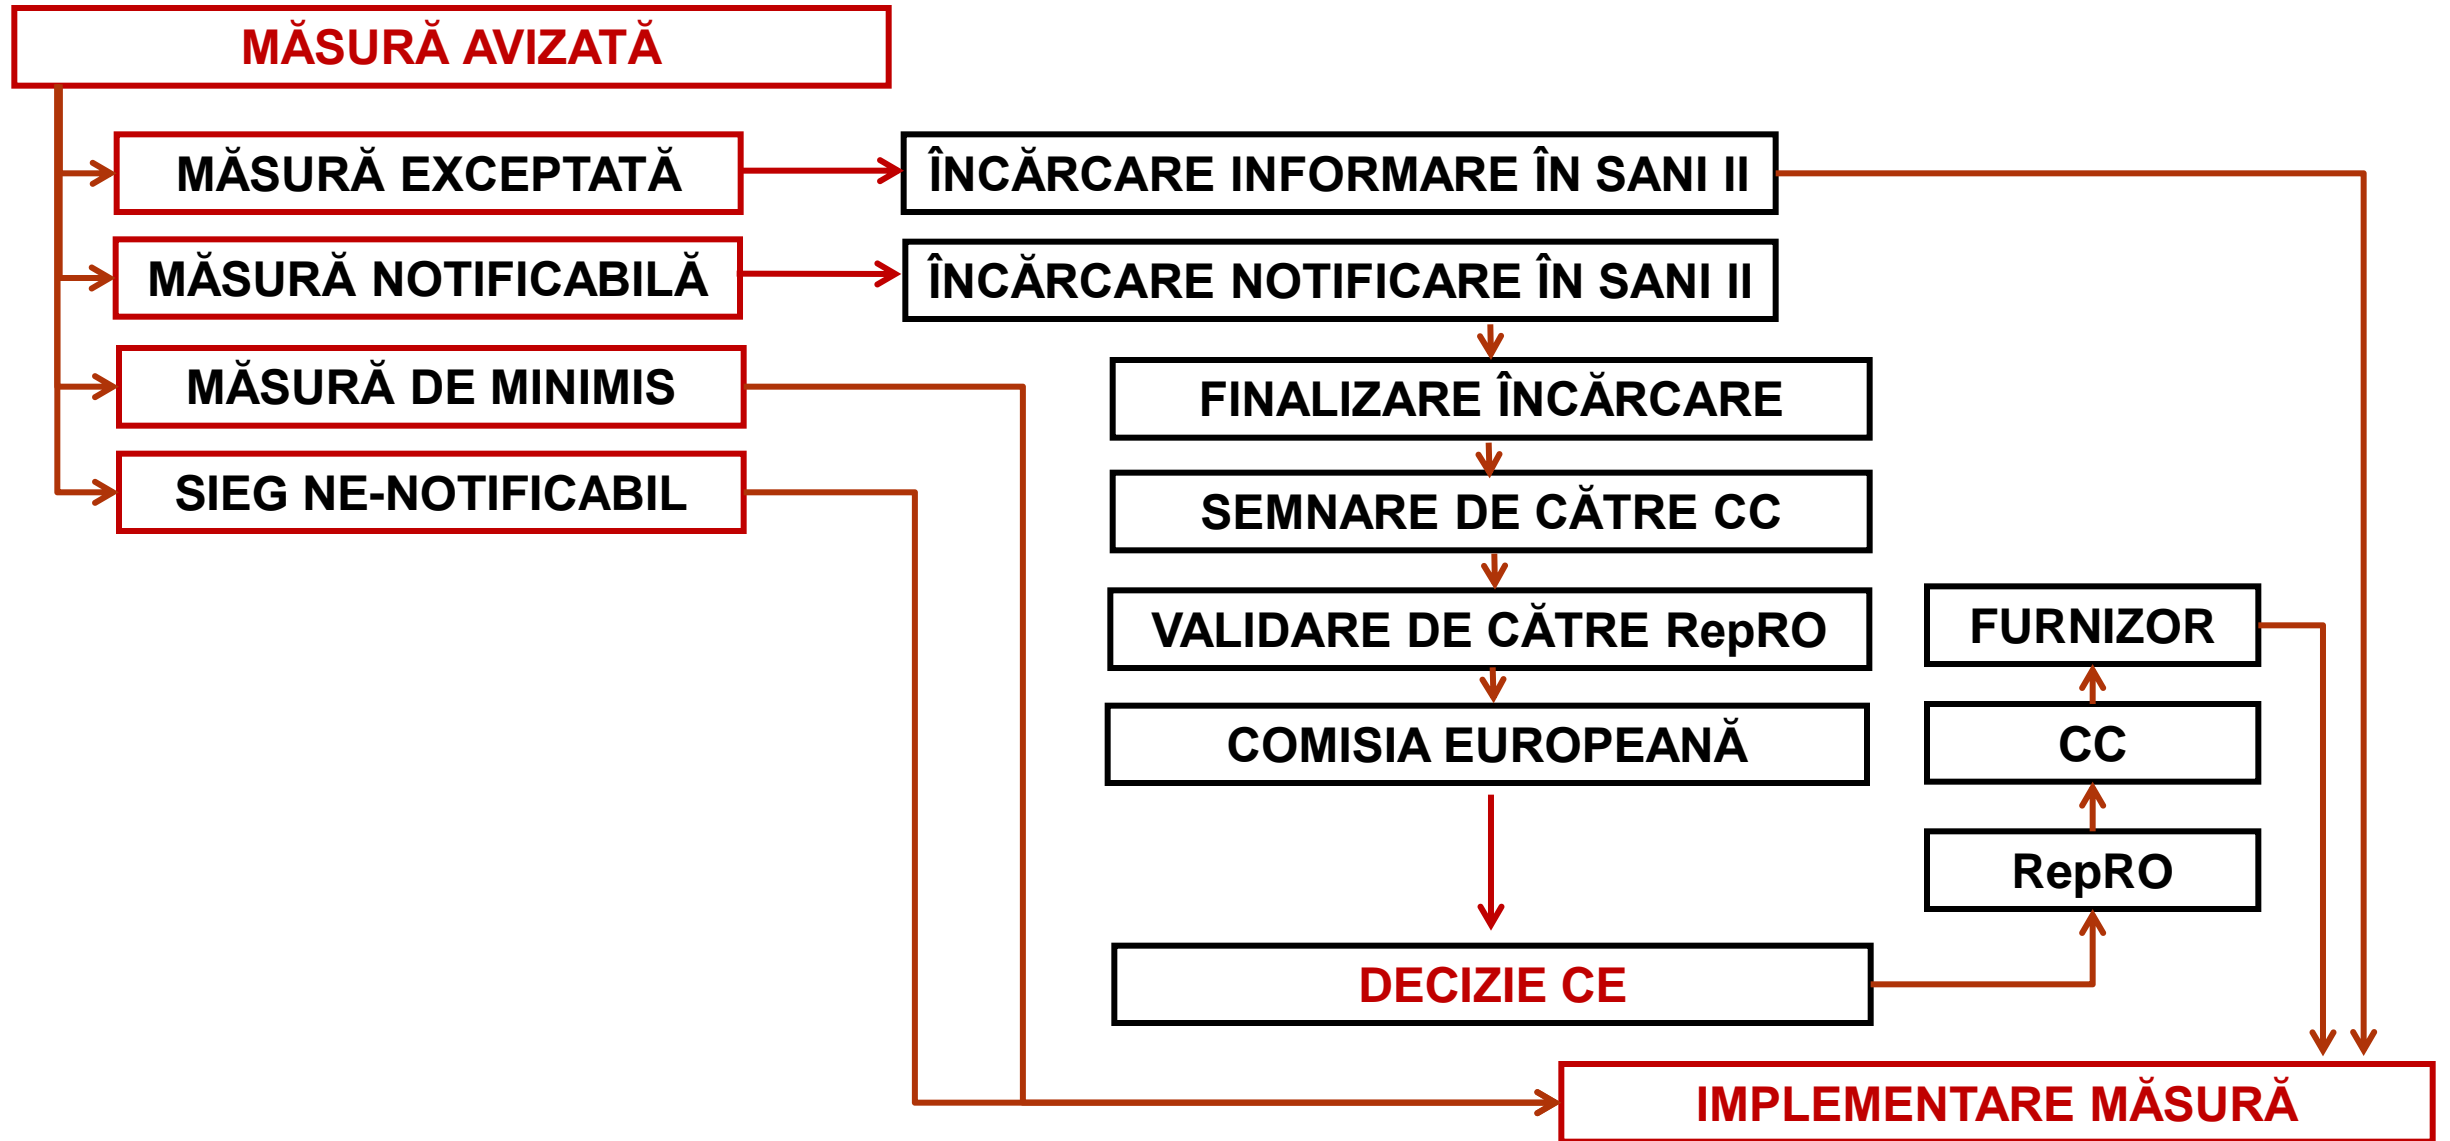 MĂSURĂ AVIZATĂ
MĂSURĂ EXCEPTATĂ
ÎNCĂRCARE INFORMARE ÎN SANI II
MĂSURĂ NOTIFICABILĂ
ÎNCĂRCARE NOTIFICARE ÎN SANI II
MĂSURĂ DE MINIMIS
FINALIZARE ÎNCĂRCARE
SIEG NE-NOTIFICABIL
SEMNARE DE CĂTRE CC
VALIDARE DE CĂTRE RepRO
FURNIZOR
COMISIA EUROPEANĂ
CC
RepRO
DECIZIE CE
IMPLEMENTARE MĂSURĂ